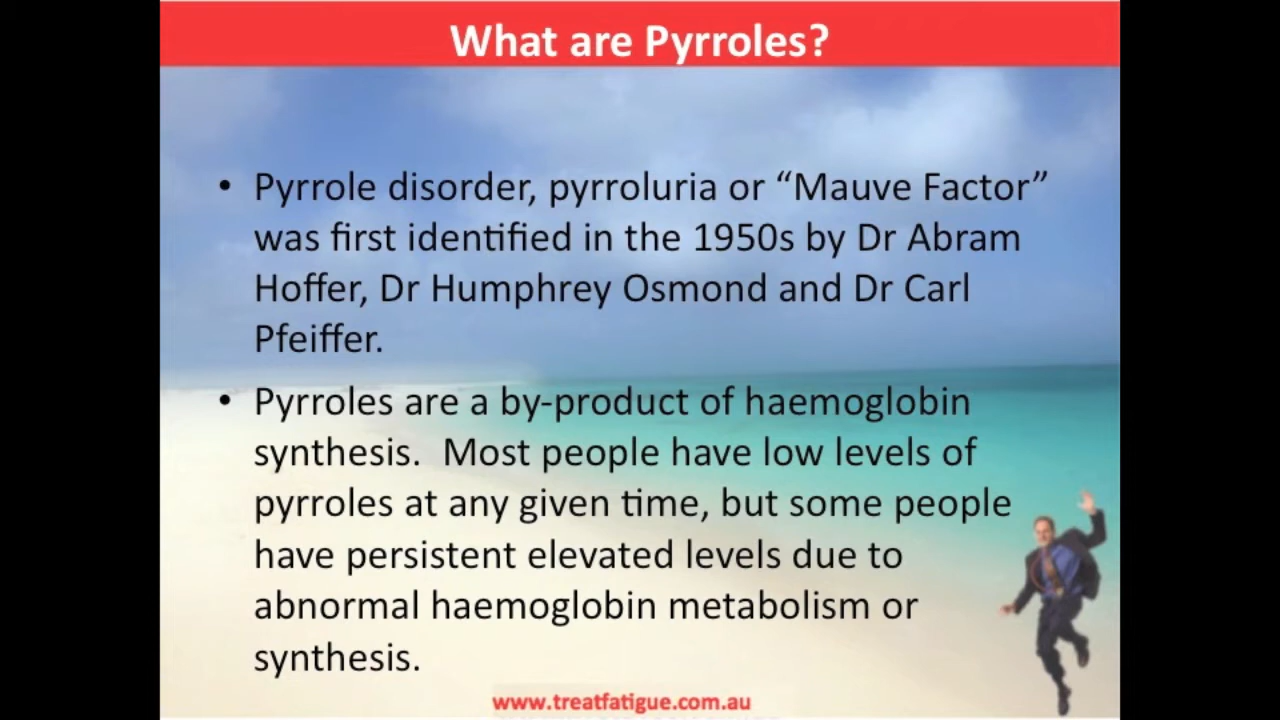 What are Pyrroles?
• Pyrrole disorder, pyrroluria or “Mauve Factor”
was first identified in the 1950s by Dr Abram
Hoffer, Dr Humphrey Osmond and Dr Carl
Pfeiffer.
• Pyrroles are a by-product of haemoglobin
synthesis.  Most people have low levels of
pyrroles at any given time, but some people
have persistent elevated levels due to
abnormal haemoglobin metabolism or
synthesis.
www.treatfatigue.com.au